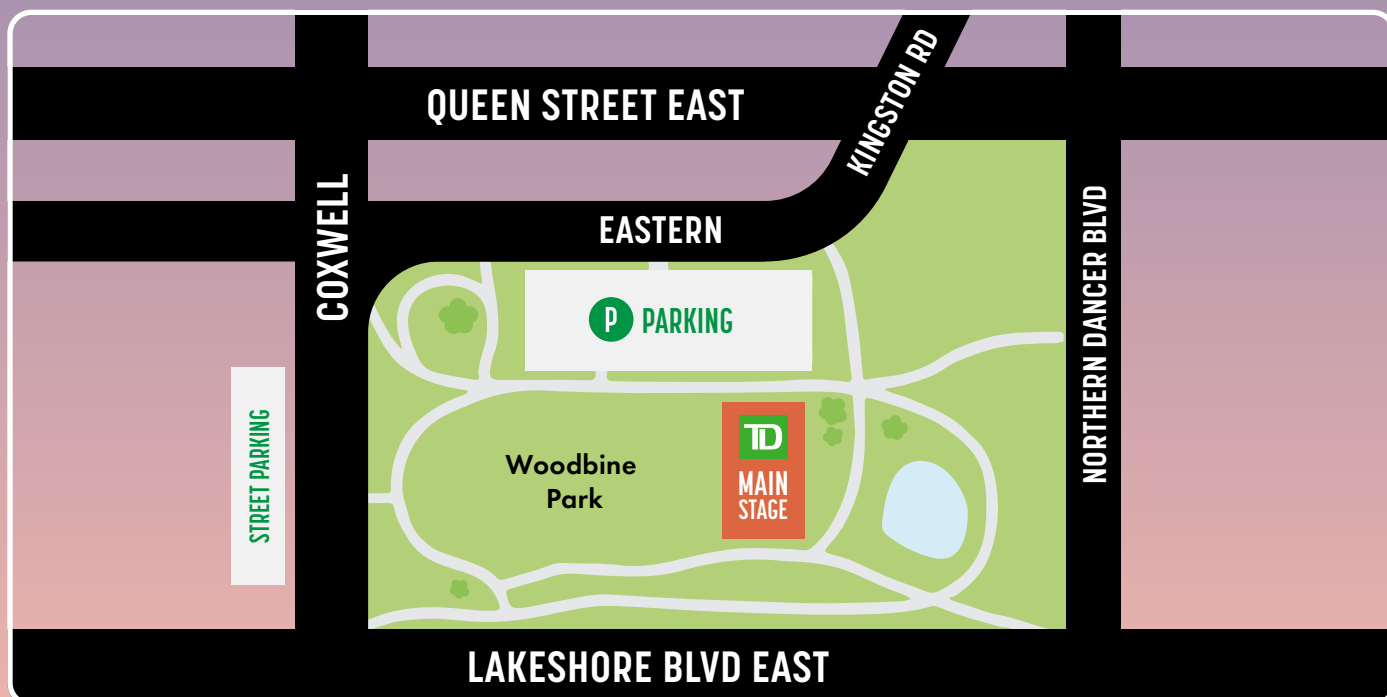 QUEEN STREET EAST
KINGSTON RD
COXWELL
EASTERN
NORTHERN DANCER BLVD
P PARKING
STREET PARKING
Woodbine
Park
TD
MAIN
STAGE
LAKESHORE BLVD EAST